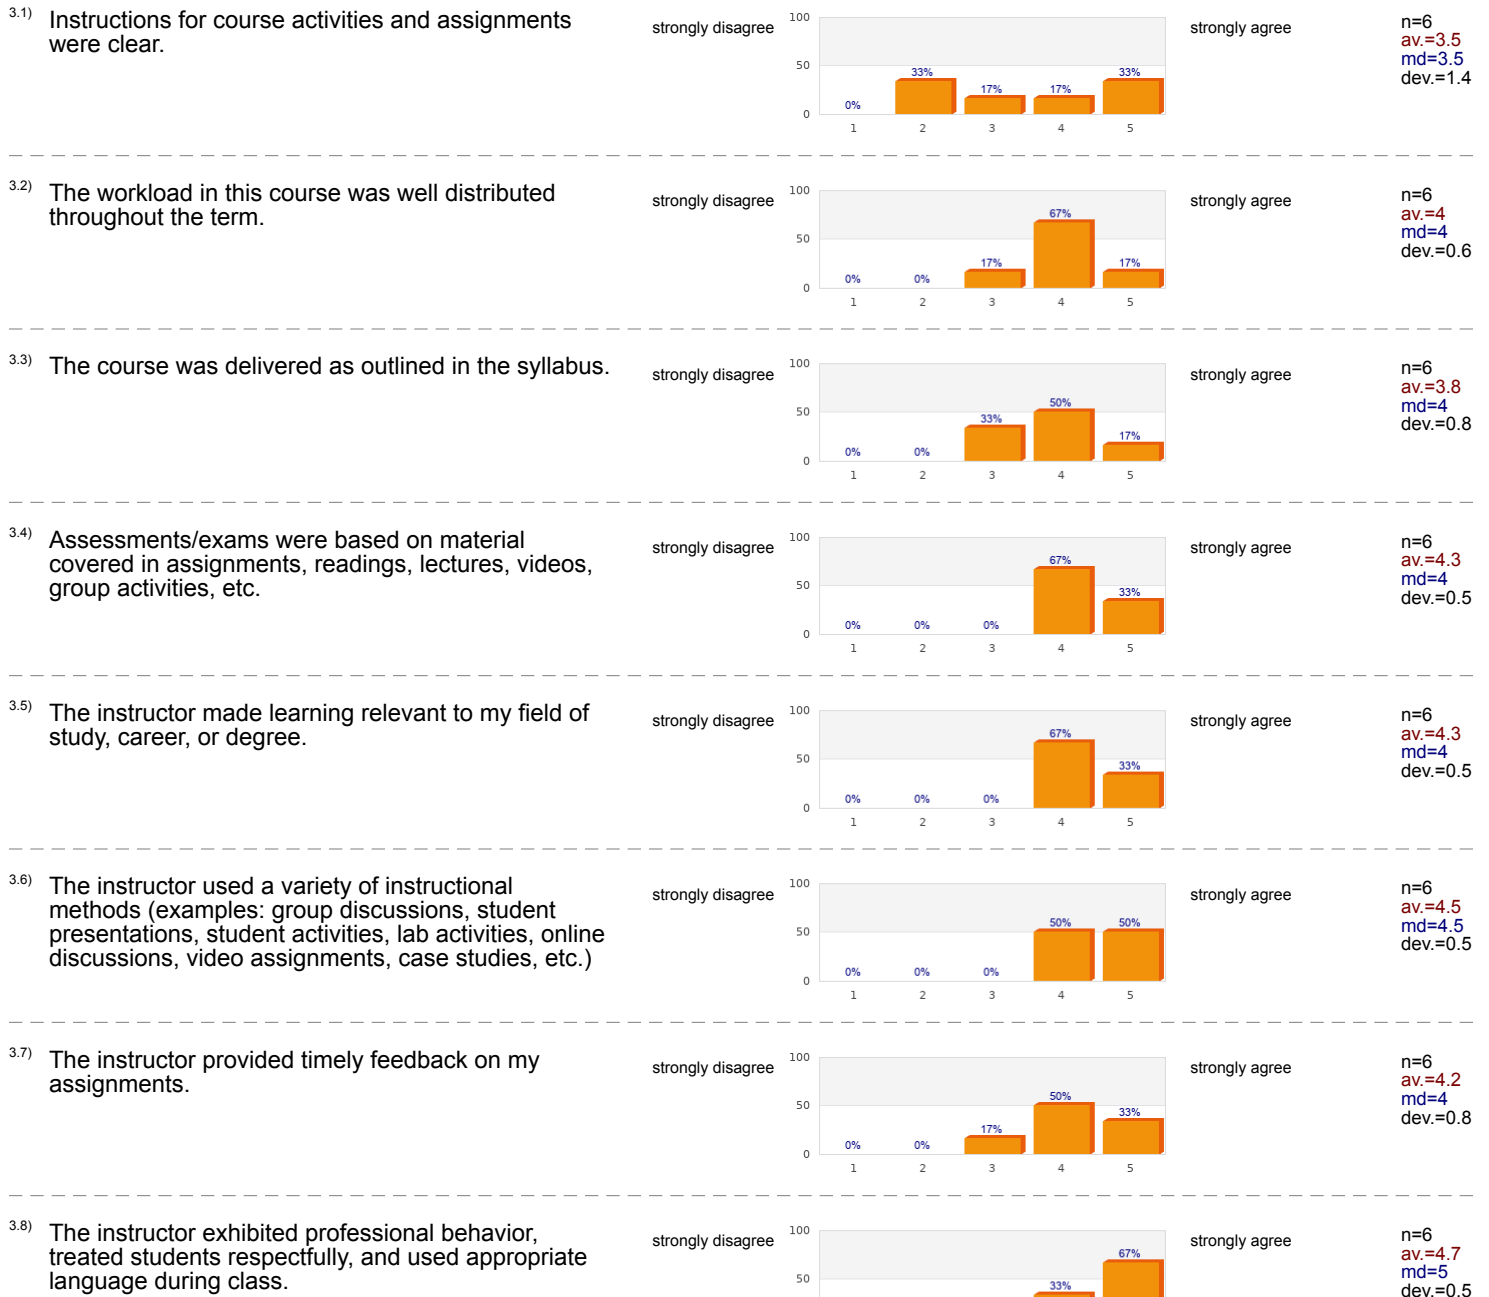 3.1) Instructions for course activities and assignments
were clear.
strongly disagree
100
50
0
0%
33%
17%
17%
33%
1 2 3 4 5
strongly agree
n=6
av.=3.5
md=3.5
dev.=1.4
3.2) The workload in this course was well distributed
throughout the term.
strongly disagree
100
50
0
0%
0%
17%
67%
17%
1 2 3 4 5
strongly agree
n=6
av.=4
md=4
dev.=0.6
3.3) The course was delivered as outlined in the syllabus.
strongly disagree
100
50
0
0%
0%
33%
50%
17%
1 2 3 4 5
strongly agree
n=6
av.=3.8
md=4
dev.=0.8
3.4) Assessments/exams were based on material
covered in assignments, readings, lectures, videos,
group activities, etc.
strongly disagree
100
50
0
0%
0%
0%
67%
33%
1 2 3 4 5
strongly agree
n=6
av.=4.3
md=4
dev.=0.5
3.5) The instructor made learning relevant to my field of
study, career, or degree.
strongly disagree
100
50
0
0%
0%
0%
67%
33%
1 2 3 4 5
strongly agree
n=6
av.=4.3
md=4
dev.=0.5
3.6) The instructor used a variety of instructional
methods (examples: group discussions, student
presentations, student activities, lab activities, online
discussions, video assignments, case studies, etc.)
strongly disagree
100
50
0
0%
0%
0%
50%
50%
1 2 3 4 5
strongly agree
n=6
av.=4.5
md=4.5
dev.=0.5
3.7) The instructor provided timely feedback on my
assignments.
strongly disagree
100
50
0
0%
0%
17%
50%
33%
1 2 3 4 5
strongly agree
n=6
av.=4.2
md=4
dev.=0.8
3.8) The instructor exhibited professional behavior,
treated students respectfully, and used appropriate
language during class.
strongly disagree
100
50
33%
67%
strongly agree
n=6
av.=4.7
md=5
dev.=0.5